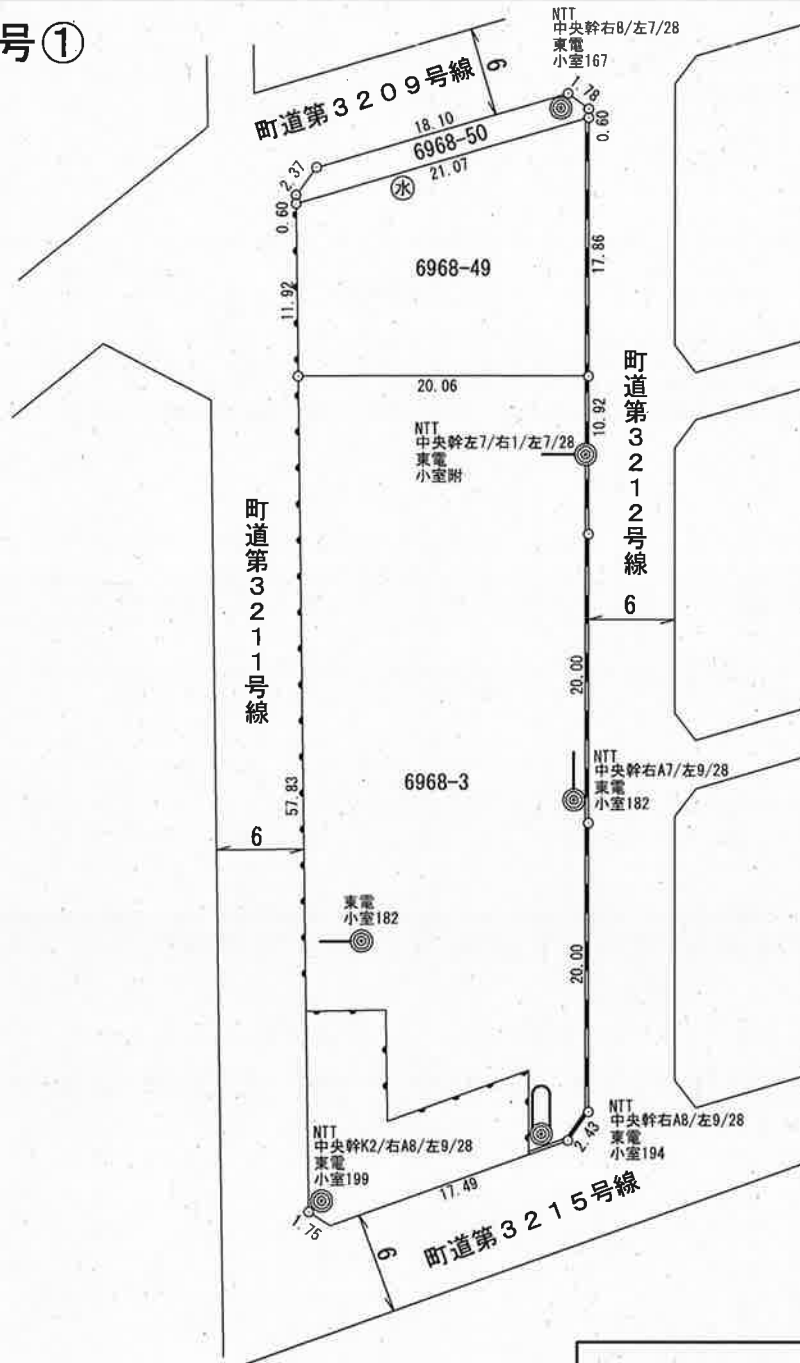 号①
NTT
中央幹右8/左7/28
東電
小室167
町道第3209号線
6
1.78
0.60
18.10
6968-50
21.07
2.37
0.60
水
17.86
6968-49
11.92
20.06
町道第3212号線
10.92
NTT
中央幹左7/右1/左7/28
東電
小室附
町道第3211号線
6
20.00
NTT
中央幹右A7/左9/28
東電
小室182
6968-3
57.83
6
東電
小室182
20.00
NTT
中央幹右A8/左9/28
東電
小室194
2.43
NTT
中央幹K2/右A8/左9/28
東電
小室199
17.49
1.75
町道第3215号線
6